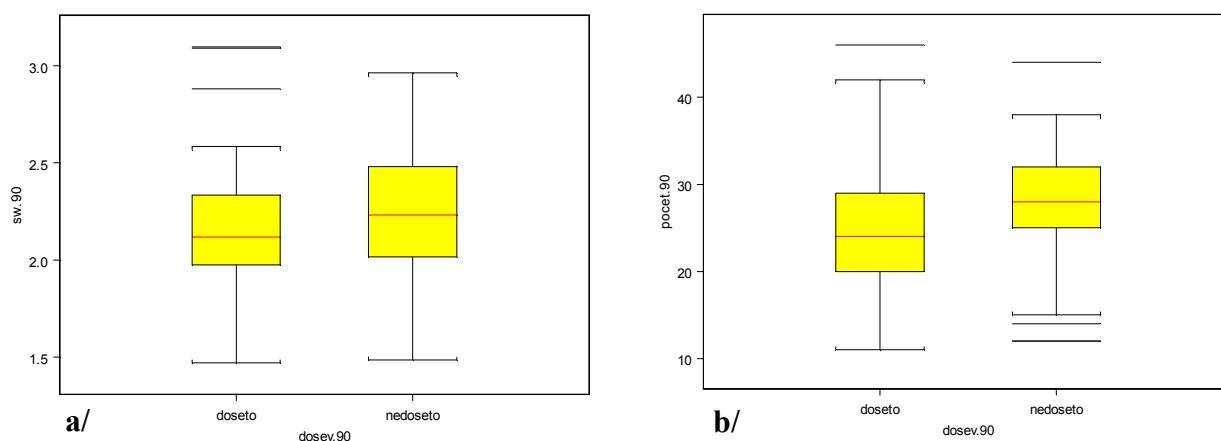 sw.90
3.0
2.5
2.0
1.5
doseto
nedoseto
dosev.90
a/
pocet.90
40
30
20
10
doseto
nedoseto
dosev.90
b/